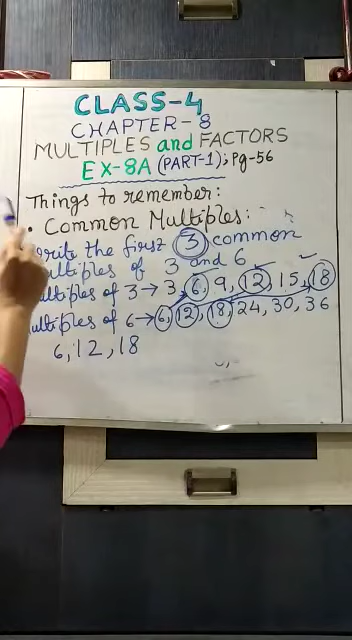 CLASS-4
CHAPTER-8
MULTIPLES and FACTORS
EX-8A (PART-1); Pg-56
Things to remember:
• Common Multiples:
the first 3 common
of 3 and 6
of 3→ 3, 6, 9, 12, 15, 18
of 6→ 6, 12, 18, 24, 30, 36
6, 12, 18